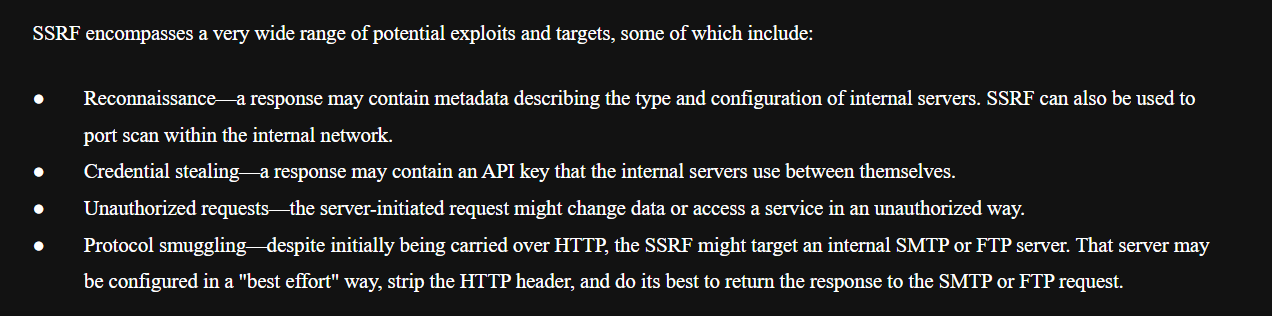 SSRF encompasses a very wide range of potential exploits and targets, some of which include:
● Reconnaissance—a response may contain metadata describing the type and configuration of internal servers. SSRF can also be used to
port scan within the internal network.
● Credential stealing—a response may contain an API key that the internal servers use between themselves.
● Unauthorized requests—the server-initiated request might change data or access a service in an unauthorized way.
● Protocol smuggling—despite initially being carried over HTTP, the SSRF might target an internal SMTP or FTP server. That server may
be configured in a "best effort" way, strip the HTTP header, and do its best to return the response to the SMTP or FTP request.